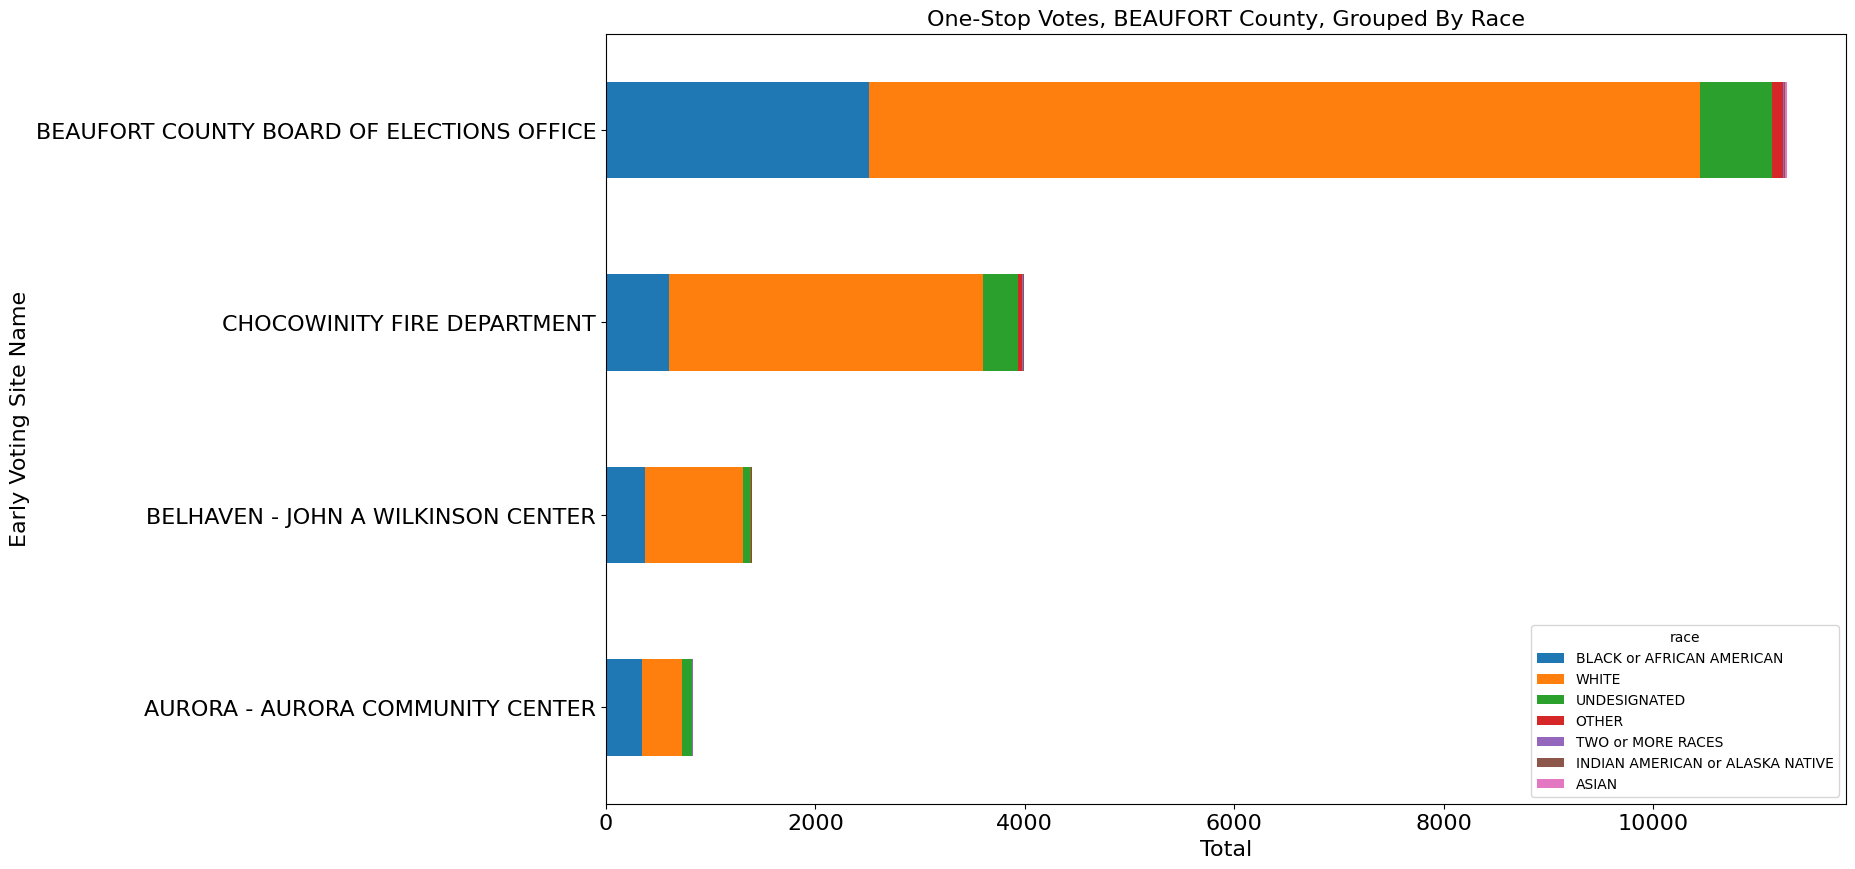 One-Stop Votes, BEAUFORT County, Grouped By Race
Early Voting Site Name
BEAUFORT COUNTY BOARD OF ELECTIONS OFFICE
CHOCOWINITY FIRE DEPARTMENT
BELHAVEN - JOHN A WILKINSON CENTER
AURORA - AURORA COMMUNITY CENTER
race
BLACK or AFRICAN AMERICAN
WHITE
UNDESIGNATED
OTHER
TWO or MORE RACES
INDIAN AMERICAN or ALASKA NATIVE
ASIAN
0 2000 4000 6000 8000 10000
Total